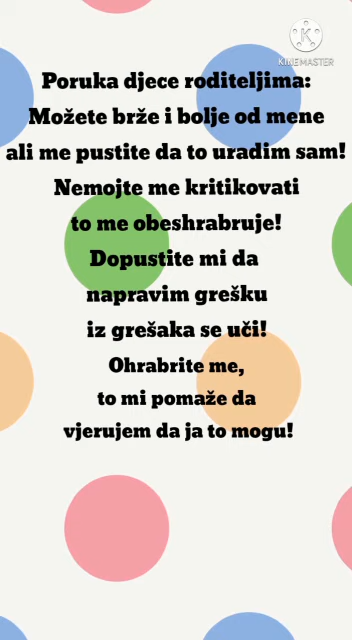 KINEMASTER
Poruka djece roditeljima:
Možete brže i bolje od mene
ali me pustite da to uradim sam!
Nemojte me kritikovati
to me obeshrabruje!
Dopustite mi da
napravim grešku
iz grešaka se uči!
Ohrabrite me,
to mi pomaže da
vjerujem da ja to mogu!